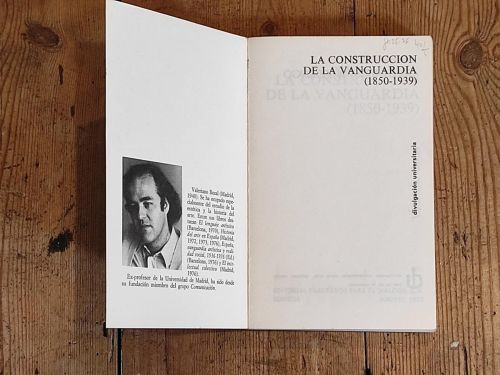 Valeriano Bozal (Madrid,
1940). Se ha ocupado espe-
cialmente del estudio de la
estética y la historia del
arte. Entre sus libros des-
tacan El lenguaje artístico
(Barcelona, 1970), Historia
del arte en España (Madrid,
1972, 1973, 1976), España,
vanguardia artística y reali-
dad social, 1936-1976 (Ed.)
(Barcelona, 1976) y El inte-
lectual colectivo (Madrid,
1976).
Ex-profesor de la Universidad de Madrid, ha sido desde
su fundación miembro del grupo Comunicación.
LA CONSTRUCCION
DE LA VANGUARDIA
(1850-1939)
divulgación universitaria